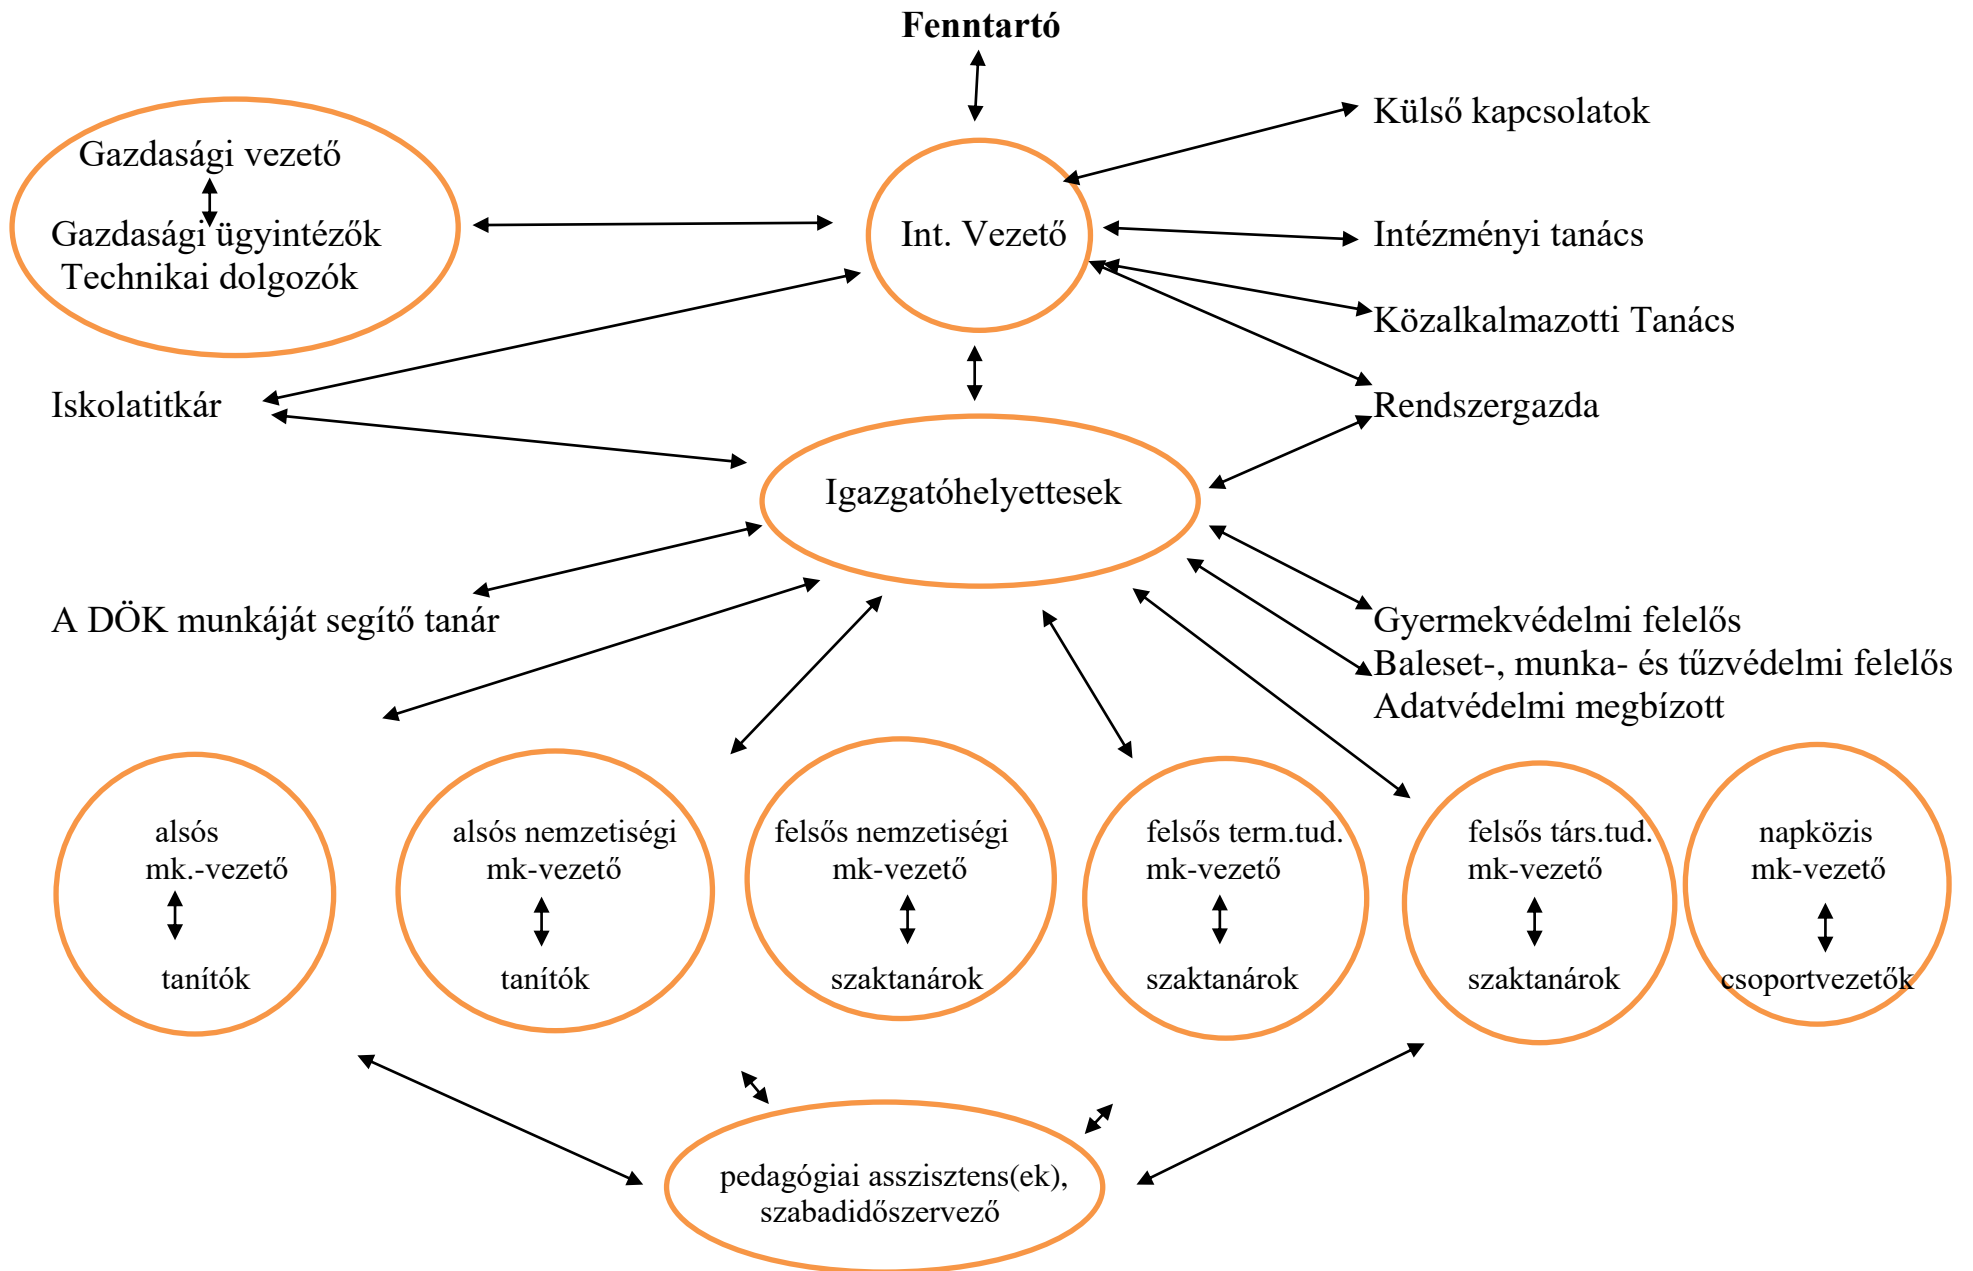 Fenntartó
Külső kapcsolatok
Gazdasági vezető
Gazdasági ügyintézők
Technikai dolgozók
Int. Vezető
Intézményi tanács
Közalkalmazotti Tanács
Iskolatitkár
Rendszergazda
Igazgatóhelyettesek
A DÖK munkáját segítő tanár
Gyermekvédelmi felelős
Baleset-, munka- és tűzvédelmi felelős
Adatvédelmi megbízott
alsós
mk.-vezető
tanítók
alsós nemzetiségi
mk-vezető
tanítók
felsős nemzetiségi
mk-vezető
szaktanárok
felsős term.tud.
mk-vezető
szaktanárok
felsős társ.tud.
mk-vezető
szaktanárok
napközis
mk-vezető
csoportvezetők
pedagógiai asszisztens(ek),
szabadidőszervező